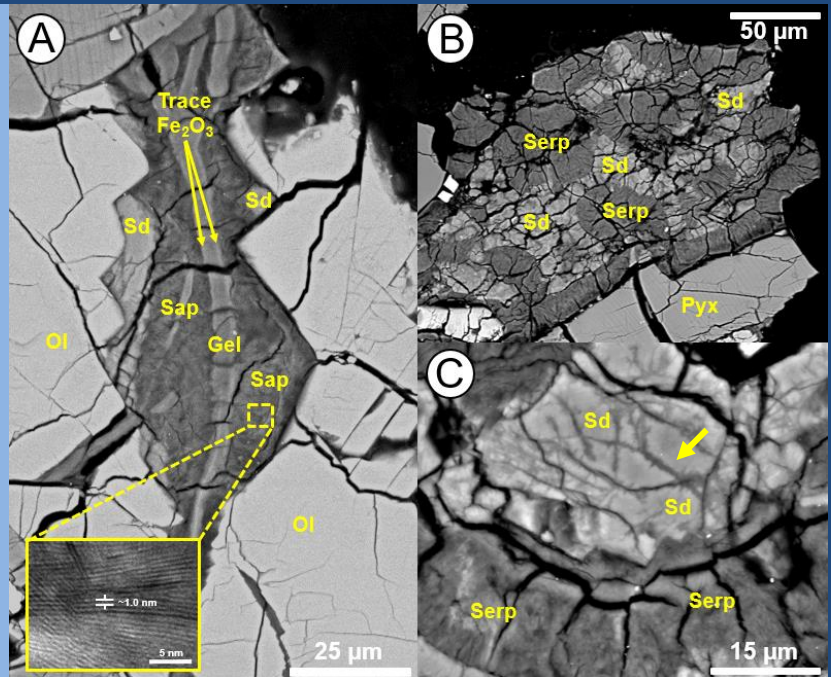 A
Trace
Fe₂O₃
Sd
Sd
Sap
Ol
Gel
Sap
Ol
~1.0 nm
5 nm
25 µm
B
50 µm
Sd
Serp
Sd
Serp
Sd
Pyx
C
Sd
Sd
Serp
Serp
15 µm